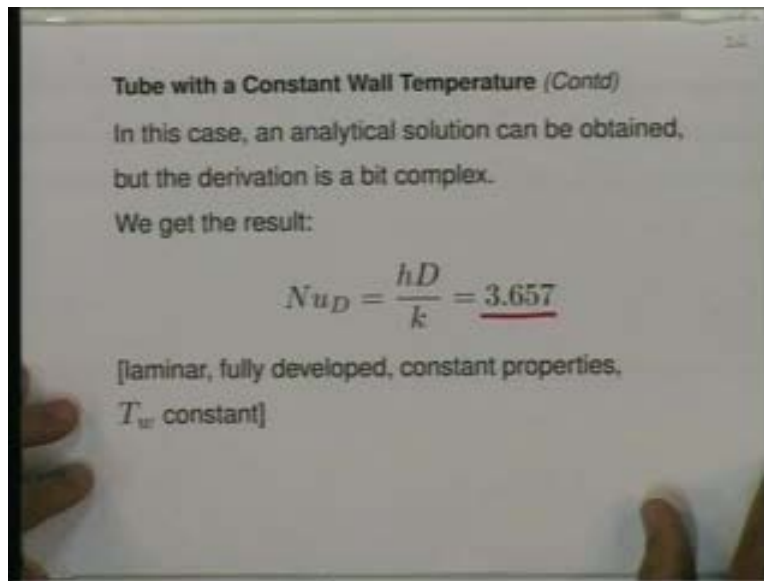 Tube with a Constant Wall Temperature (Contd)
In this case, an analytical solution can be obtained,
but the derivation is a bit complex.
We get the result:
Nu_D = hD/k = 3.657
[laminar, fully developed, constant properties,
T_w constant]